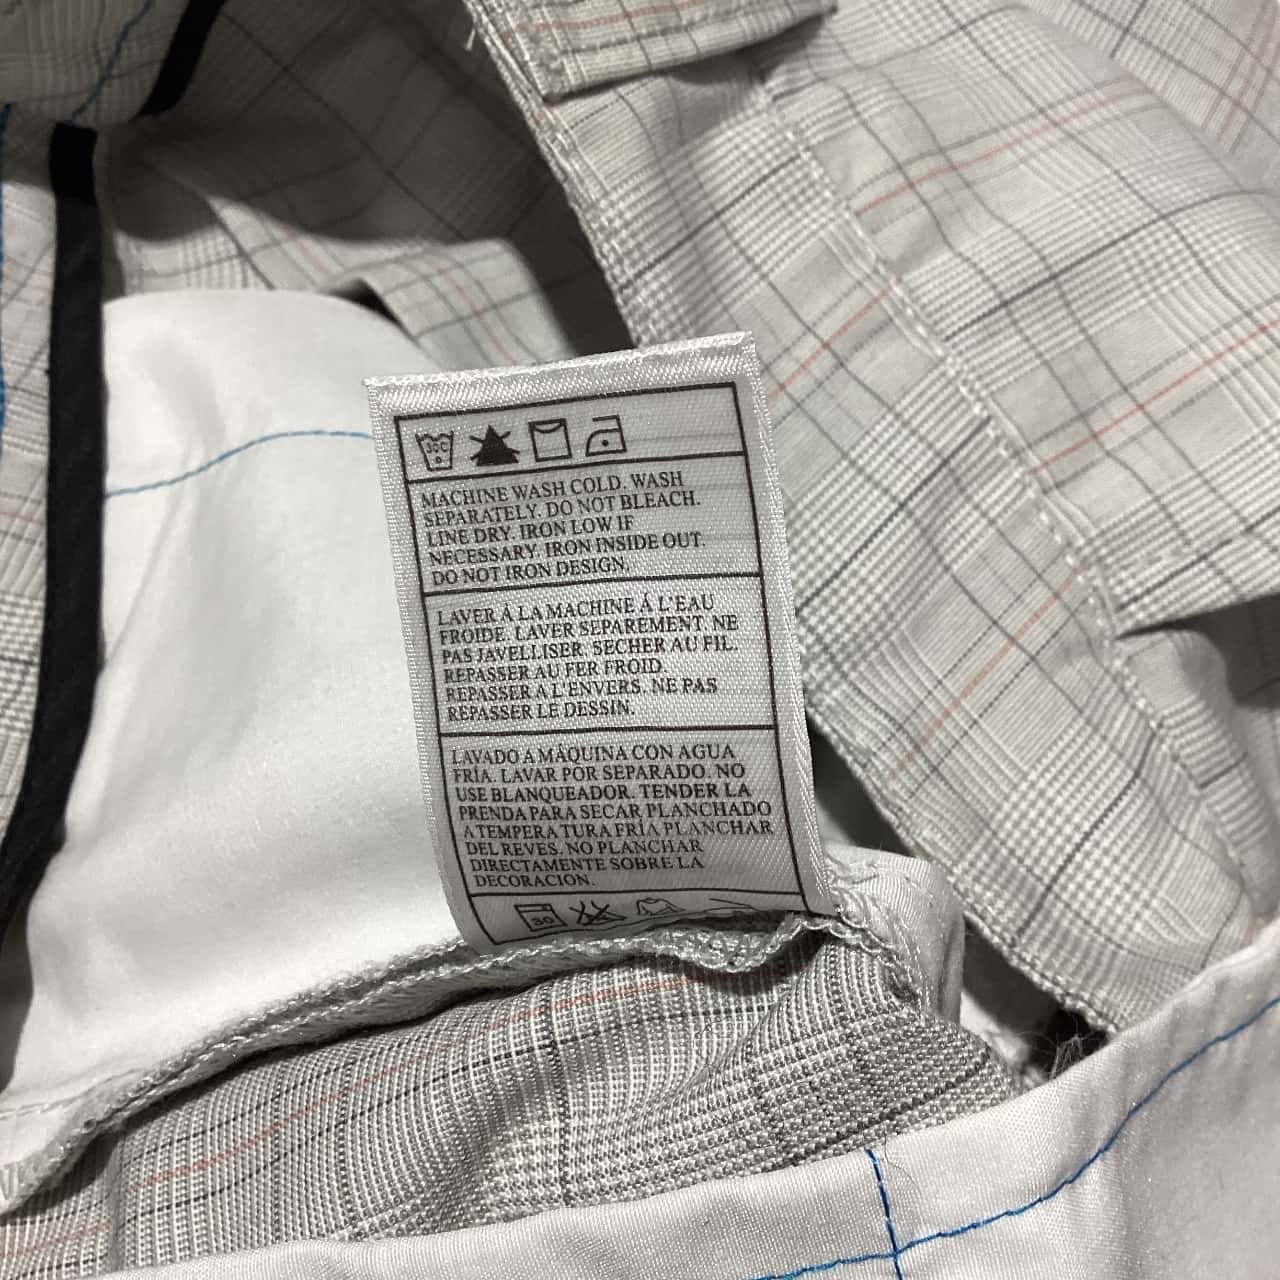 30C
MACHINE WASH COLD. WASH
SEPARATELY. DO NOT BLEACH.
LINE DRY. IRON LOW IF
NECESSARY. IRON INSIDE OUT.
DO NOT IRON DESIGN.
LAVER Á LA MACHINE Á L'EAU
FROIDE. LAVER SEPAREMENT. NE
PAS JAVELLISER. SECHER AU FIL.
REPASSER AU FER FROID.
REPASSER A L'ENVERS. NE PAS
REPASSER LE DESSIN.
LAVADO A MÁQUINA CON AGUA
FRÍA. LAVAR POR SEPARADO. NO
USE BLANQUEADOR. TENDER LA
PRENDA PARA SECAR PLANCHADO
A TEMPERATURA FRÍA PLANCHAR
DEL REVES. NO PLANCHAR
DIRECTAMENTE SOBRE LA
DECORACION.
30